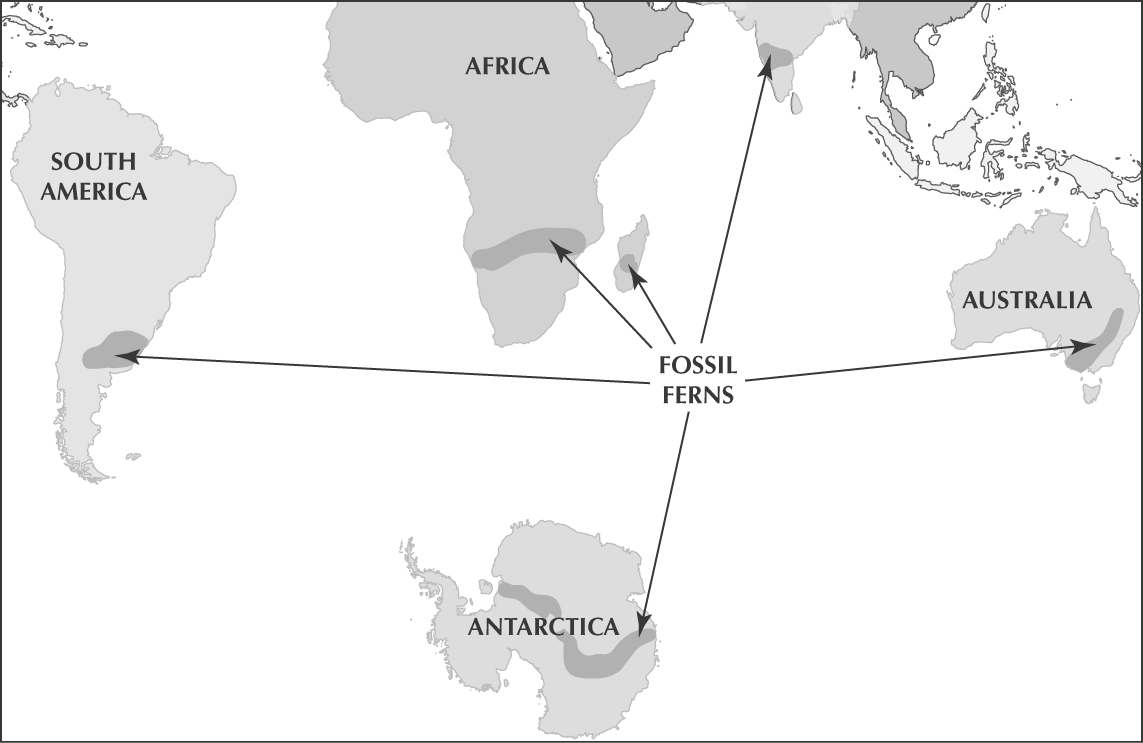 AFRICA
SOUTH
AMERICA
AUSTRALIA
FOSSIL
FERNS
ANTARCTICA